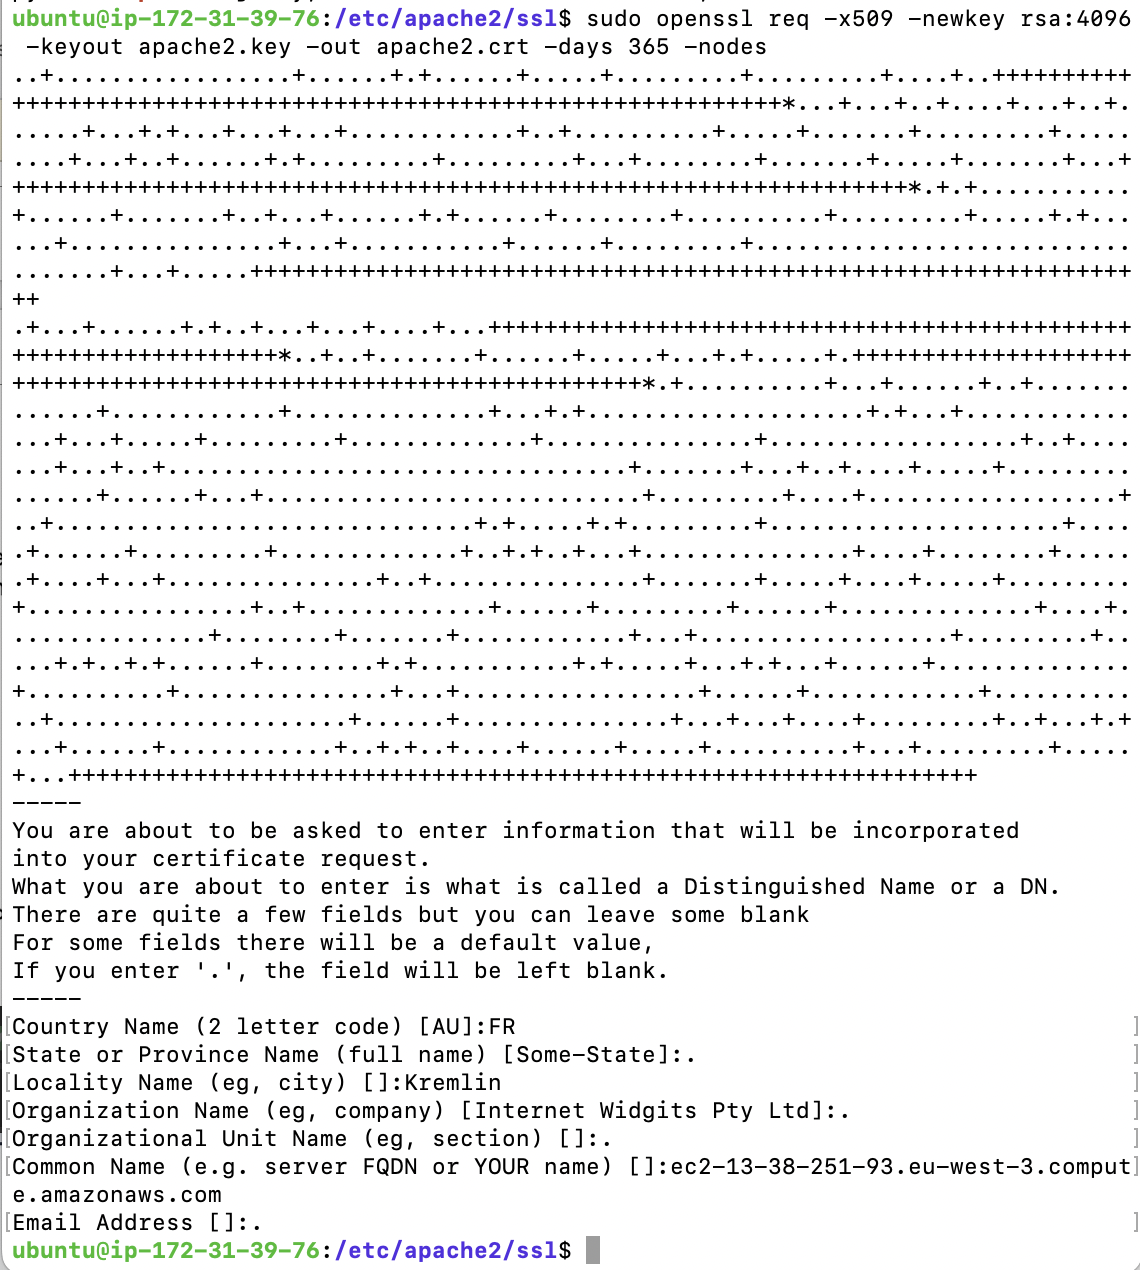 ubuntu@ip-172-31-39-76:/etc/apache2/ssl$ sudo openssl req -x509 -newkey rsa:4096
 -keyout apache2.key -out apache2.crt -days 365 -nodes
..+.................+......+.+......+.....+.........+.........+....+..++++++++++
+++++++++++++++++++++++++++++++++++++++++++++++++++++++*...+...+..+....+...+..+.
.....+...+.+...+...+...+............+..+..........+.....+.......+.........+.....
....+...+..+......+.+.........+.........+...+........+.......+.....+.......+...+
++++++++++++++++++++++++++++++++++++++++++++++++++++++++++++++++*.+.+...........
+......+.......+..+...+......+.+......+........+..........+.........+.....+.+...
...+...............+...+...........+......+.........+...........................
.......+...+.....+++++++++++++++++++++++++++++++++++++++++++++++++++++++++++++++
++
.+...+......+.+..+...+...+....+...++++++++++++++++++++++++++++++++++++++++++++++
+++++++++++++++++++*..+..+.......+......+.....+...+.+.....+.++++++++++++++++++++
+++++++++++++++++++++++++++++++++++++++++++++*.+..........+...+......+..+.......
......+............+..............+...+.+....................+.+...+............
...+...+.....+.........+.............+...............+..................+..+....
...+...+..+.................................+.......+...+..+....+.....+.........
......+......+...+...........................+.........+....+..................+
..+..............................+.+.....+.+.........+.....................+....
.+......+.........+.............+..+.+..+...+...............+....+........+.....
.+....+...+...............+..+...............+.......+.....+....+.....+.........
+................+..+.............+......+.........+......+..............+....+.
..............+........+.......+............+...+..................+.........+..
...+.+..+.+......+........+.+...........+.+.....+...+.+...+......+..............
+..........+...............+...+.................+......+............+..........
..+.....................+......+...............+...+...+....+.........+..+...+.+
...+......+............+..+.+..+....+......+.....+..........+...+.........+.....
+...+++++++++++++++++++++++++++++++++++++++++++++++++++++++++++++++++
-----
You are about to be asked to enter information that will be incorporated
into your certificate request.
What you are about to enter is what is called a Distinguished Name or a DN.
There are quite a few fields but you can leave some blank
For some fields there will be a default value,
If you enter '.', the field will be left blank.
-----
[Country Name (2 letter code) [AU]:FR ]
[State or Province Name (full name) [Some-State]:. ]
[Locality Name (eg, city) []:Kremlin ]
[Organization Name (eg, company) [Internet Widgits Pty Ltd]:. ]
[Organizational Unit Name (eg, section) []:. ]
[Common Name (e.g. server FQDN or YOUR name) []:ec2-13-38-251-93.eu-west-3.comput]
e.amazonaws.com
[Email Address []:. ]
ubuntu@ip-172-31-39-76:/etc/apache2/ssl$